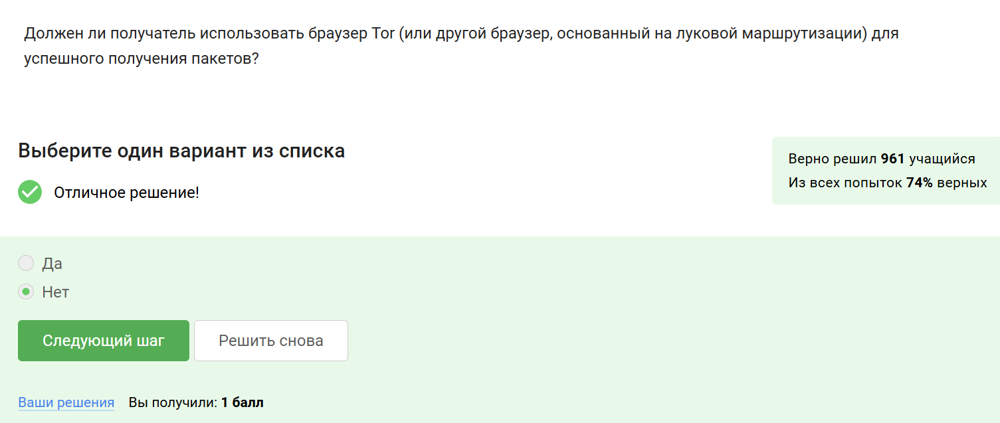 Должен ли получатель использовать браузер Tor (или другой браузер, основанный на луковой маршрутизации) для
успешного получения пакетов?
Выберите один вариант из списка
Верно решил 961 учащийся
Из всех попыток 74% верных
Отличное решение!
Да
Нет
Следующий шаг
Решить снова
Ваши решения Вы получили: 1 балл